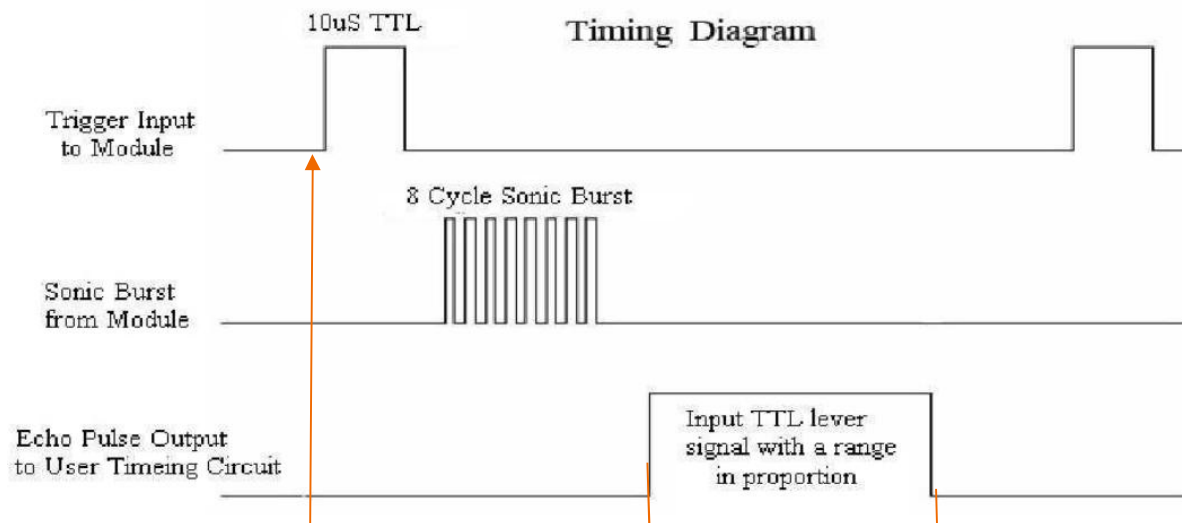 10uS TTL
Timing Diagram
Trigger Input
to Module
8 Cycle Sonic Burst
Sonic Burst
from Module
Echo Pulse Output
to User Timeing Circuit
Input TTL lever
signal with a range
in proportion